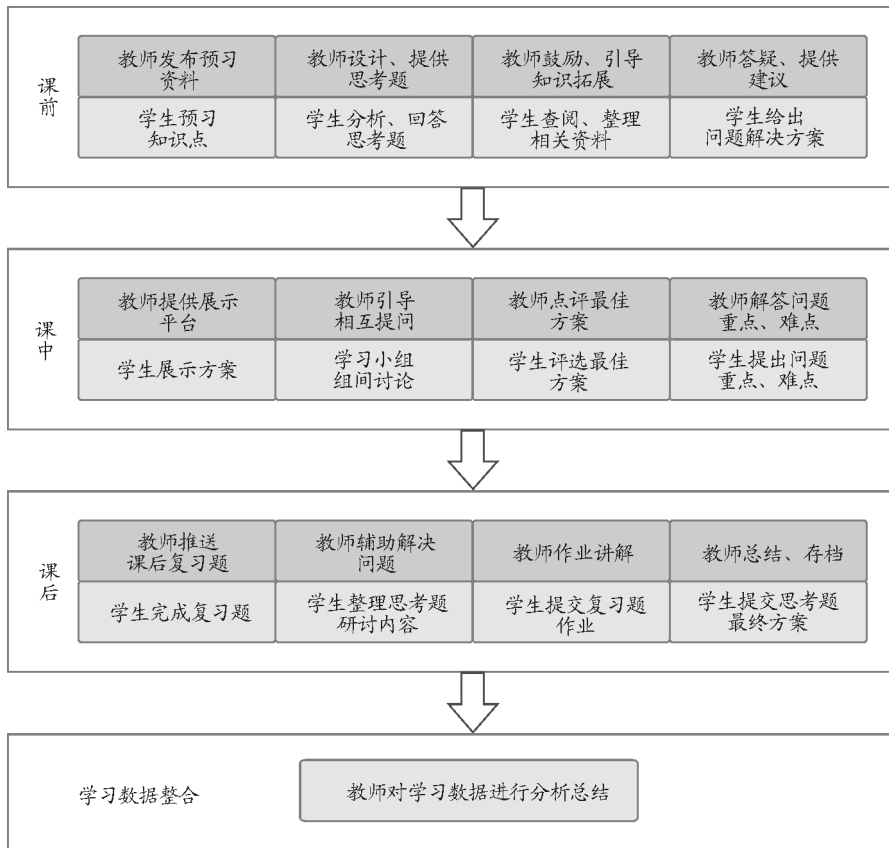 课前
教师发布预习
资料
教师设计、提供
思考题
教师鼓励、引导
知识拓展
教师答疑、提供
建议
学生预习
知识点
学生分析、回答
思考题
学生查阅、整理
相关资料
学生给出
问题解决方案
课中
教师提供展示
平台
教师引导
相互提问
教师点评最佳
方案
教师解答问题
重点、难点
学生展示方案
学习小组
组间讨论
学生评选最佳
方案
学生提出问题
重点、难点
课后
教师推送
课后复习题
教师辅助解决
问题
教师作业讲解
教师总结、存档
学生完成复习题
学生整理思考题
研讨内容
学生提交复习题
作业
学生提交思考题
最终方案
学习数据整合
教师对学习数据进行分析总结